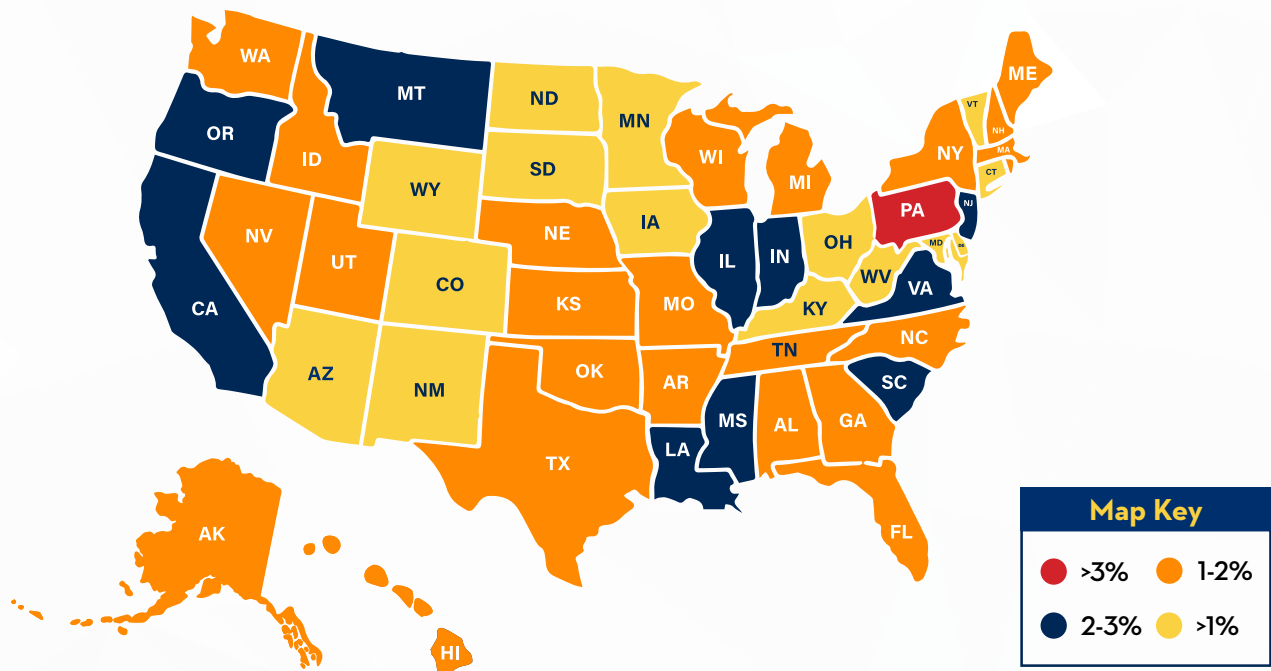 WA
MT
ND
MN
ME
VT
NH
OR
ID
WY
SD
WI
MI
NY
MA
CT
NV
UT
CO
NE
IA
IL
IN
OH
PA
NJ
MD
DE
WV
VA
CA
KS
MO
KY
AZ
NM
OK
AR
TN
NC
SC
TX
LA
MS
AL
GA
FL
AK
HI
Map Key
>3%
1-2%
2-3%
>1%